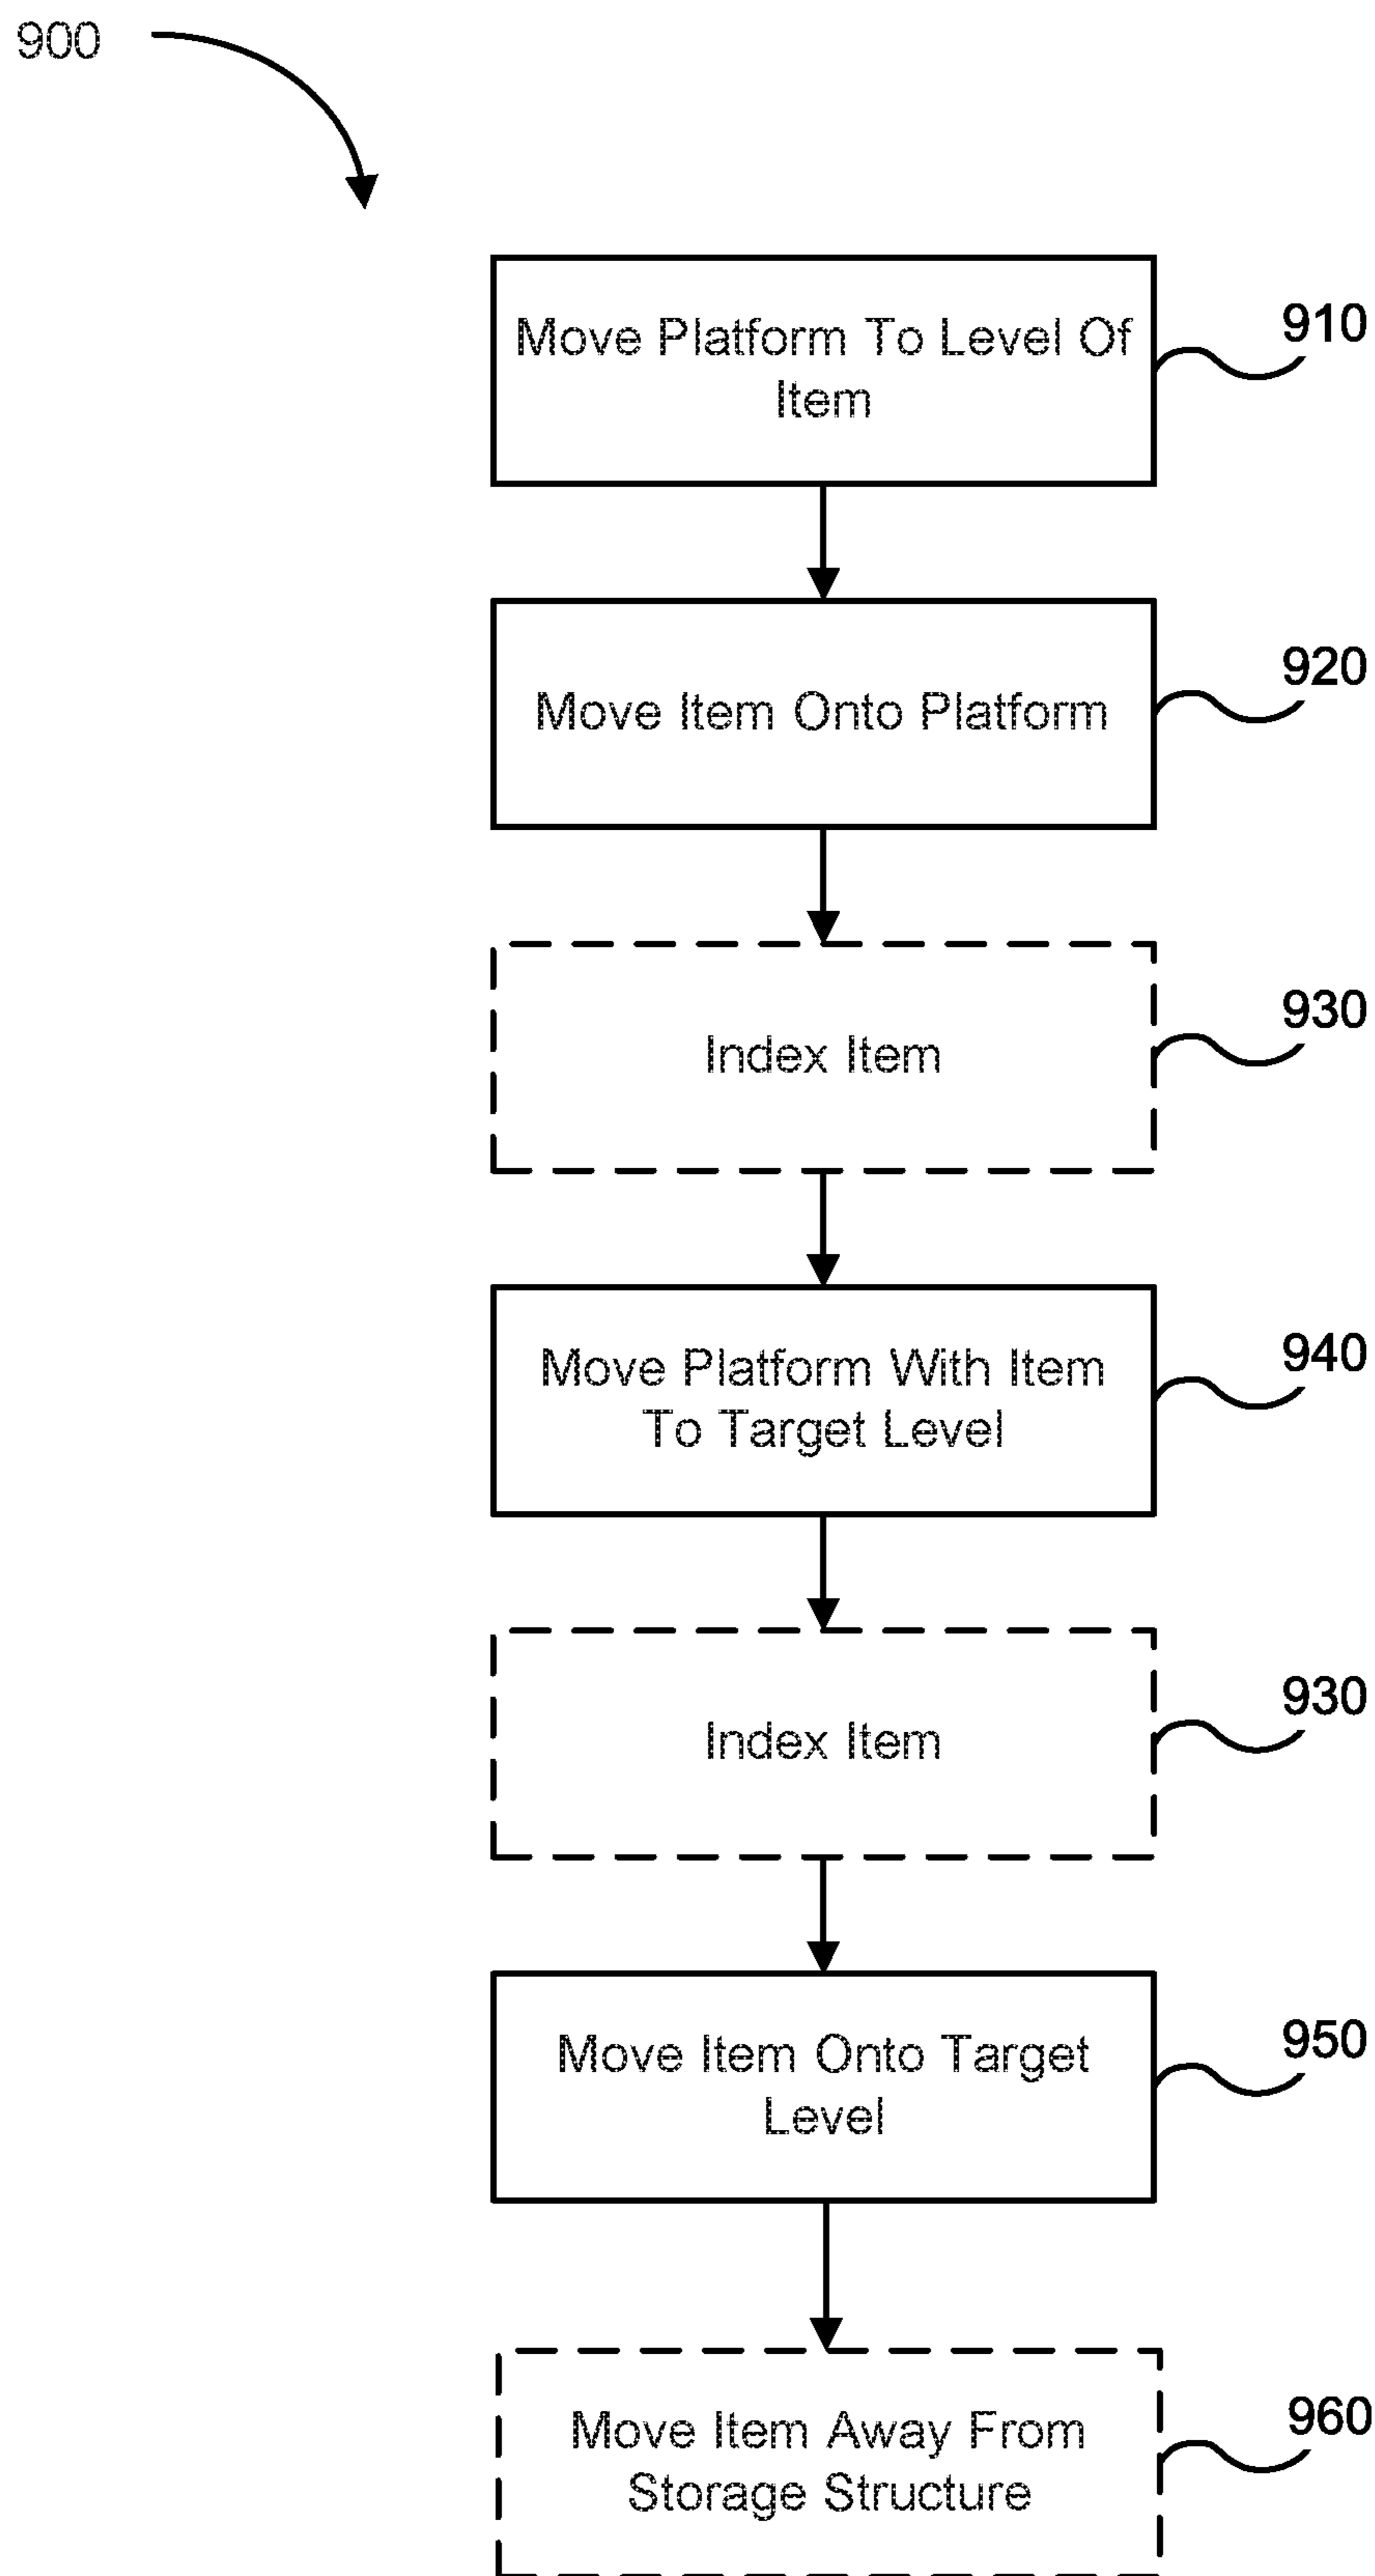 900
Move Platform To Level Of
Item
910
Move Item Onto Platform
920
Index Item
930
Move Platform With Item
To Target Level
940
Index Item
930
Move Item Onto Target
Level
950
Move Item Away From
Storage Structure
960